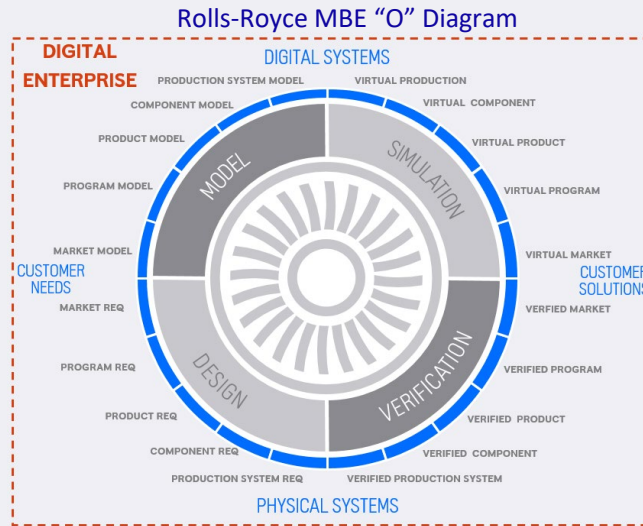 Rolls-Royce MBE “O” Diagram
DIGITAL
ENTERPRISE
DIGITAL SYSTEMS
PRODUCTION SYSTEM MODEL
VIRTUAL PRODUCTION
COMPONENT MODEL
VIRTUAL COMPONENT
PRODUCT MODEL
VIRTUAL PRODUCT
MODEL
SIMULATION
PROGRAM MODEL
VIRTUAL PROGRAM
MARKET MODEL
VIRTUAL MARKET
CUSTOMER
NEEDS
CUSTOMER
SOLUTIONS
MARKET REQ
VERFIED MARKET
PROGRAM REQ
VERIFIED PROGRAM
DESIGN
VERIFICATION
PRODUCT REQ
VERIFIED PRODUCT
COMPONENT REQ
VERIFIED COMPONENT
PRODUCTION SYSTEM REQ
VERIFIED PRODUCTION SYSTEM
PHYSICAL SYSTEMS